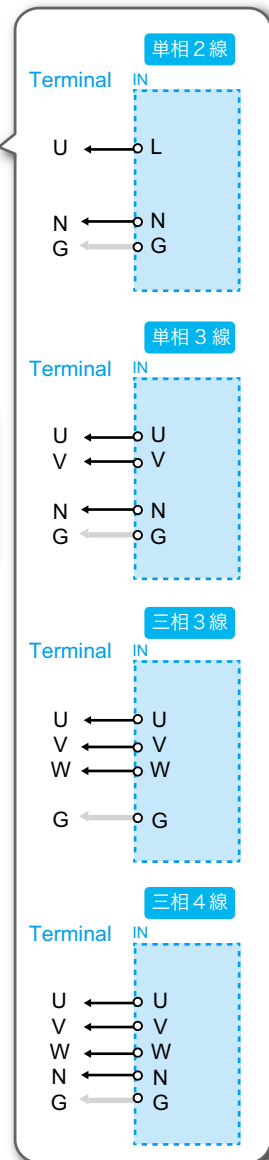 単相2線
Terminal IN
U L
N N
G G
単相3線
Terminal IN
U U
V V
N N
G G
三相3線
Terminal IN
U U
V V
W W
G G
三相4線
Terminal IN
U U
V V
W W
N N
G G